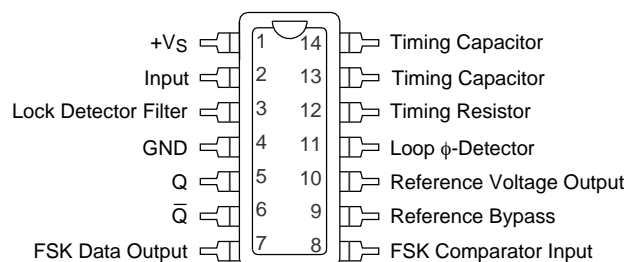 +VS 1 14 Timing Capacitor
Input 2 13 Timing Capacitor
Lock Detector Filter 3 12 Timing Resistor
GND 4 11 Loop ϕ-Detector
Q 5 10 Reference Voltage Output
Q̅ 6 9 Reference Bypass
FSK Data Output 7 8 FSK Comparator Input